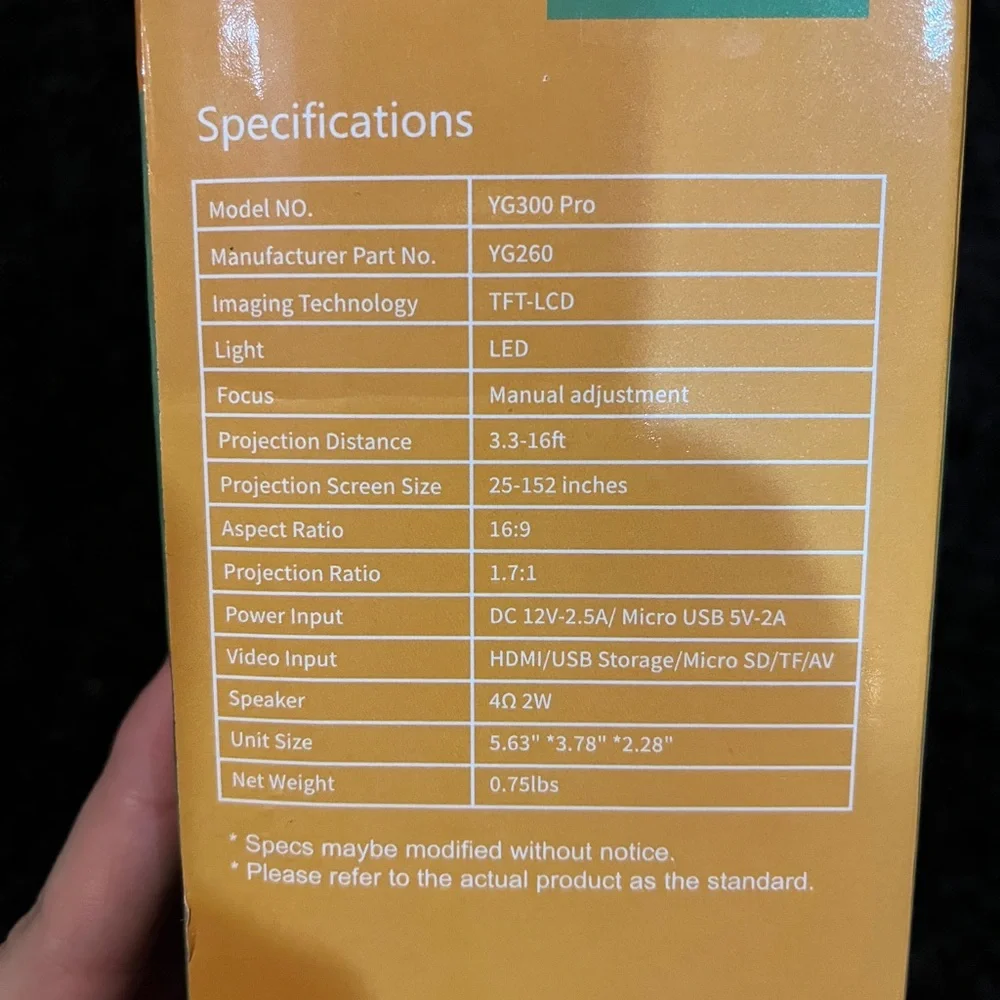 Specifications
Model NO. YG300 Pro
Manufacturer Part No. YG260
Imaging Technology TFT-LCD
Light LED
Focus Manual adjustment
Projection Distance 3.3-16ft
Projection Screen Size 25-152 inches
Aspect Ratio 16:9
Projection Ratio 1.7:1
Power Input DC 12V-2.5A/ Micro USB 5V-2A
Video Input HDMI/USB Storage/Micro SD/TF/AV
Speaker 4Ω 2W
Unit Size 5.63" *3.78" *2.28"
Net Weight 0.75lbs
* Specs maybe modified without notice.
* Please refer to the actual product as the standard.